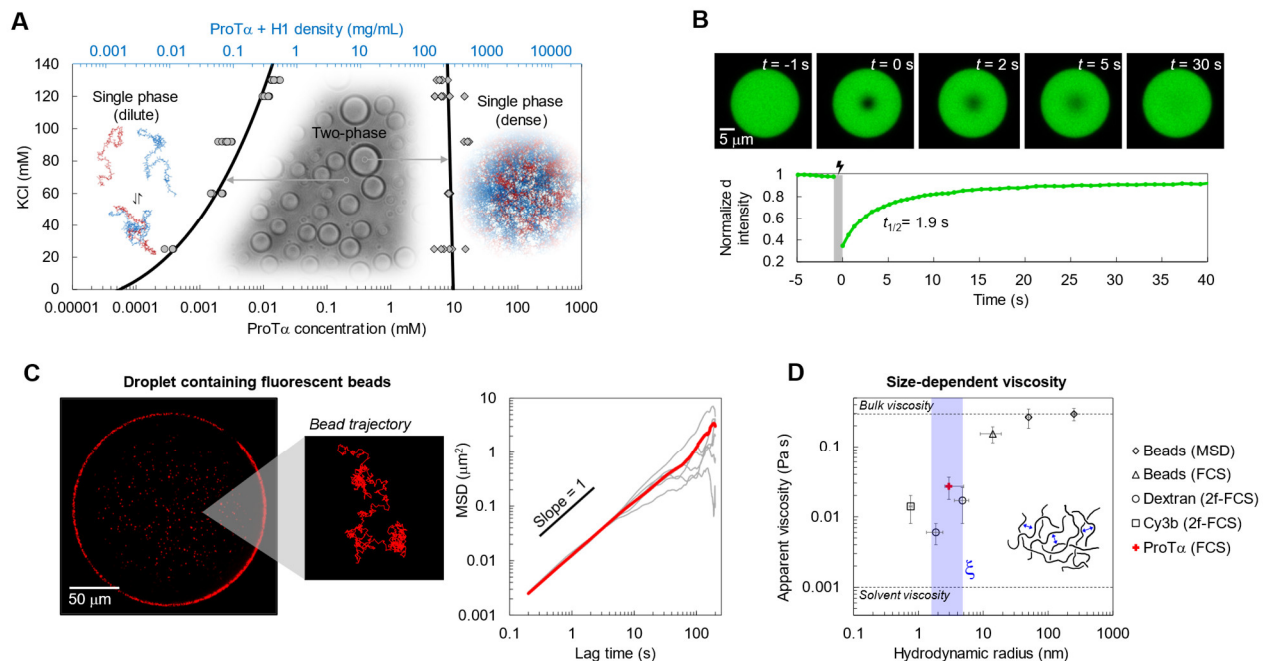 A
ProTα + H1 density (mg/mL)
0.001 0.01 0.1 1 10 100 1000 10000
140
120
100
80
60
40
20
0
KCl (mM)
Single phase
(dilute)
Two-phase
Single phase
(dense)
0.00001 0.0001 0.001 0.01 0.1 1 10 100 1000
ProTα concentration (mM)
B
t = -1 s
t = 0 s
t = 2 s
t = 5 s
t = 30 s
5 μm
Normalize d
intensity
1
0.8
0.6
0.4
0.2
t1/2 = 1.9 s
-5 0 5 10 15 20 25 30 35 40
Time (s)
C
Droplet containing fluorescent beads
Bead trajectory
50 μm
MSD (μm²)
10
1
0.1
0.01
0.001
Slope = 1
0.1 1 10 100
Lag time (s)
D
Size-dependent viscosity
Apparent viscosity (Pa s)
0.1
0.01
0.001
Bulk viscosity
ξ
Solvent viscosity
0.1 1 10 100 1000
Hydrodynamic radius (nm)
Beads (MSD)
Beads (FCS)
Dextran (2f-FCS)
Cy3b (2f-FCS)
ProTα (FCS)